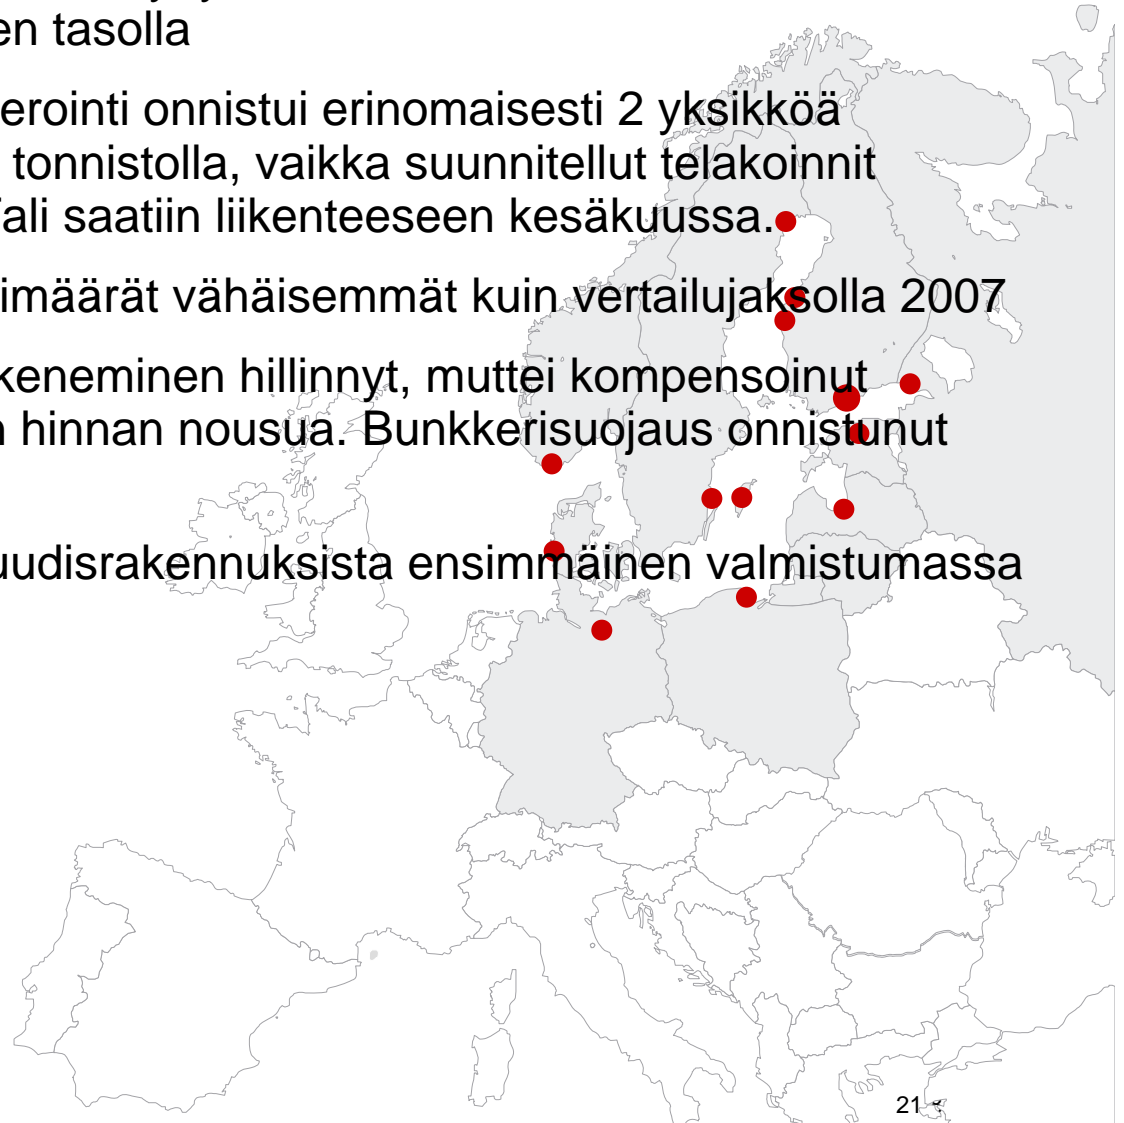 en tasolla
erointi onnistui erinomaisesti 2 yksikköä
tonnistolla, vaikka suunnitellut telakoinnit
ali saatiin liikenteeseen kesäkuussa.
imäärät vähäisemmät kuin vertailujaksolla 2007
keneminen hillinnyt, muttei kompensoinut
n hinnan nousua. Bunkkerisuojaus onnistunut
uudisrakennuksista ensimmäinen valmistumassa
21